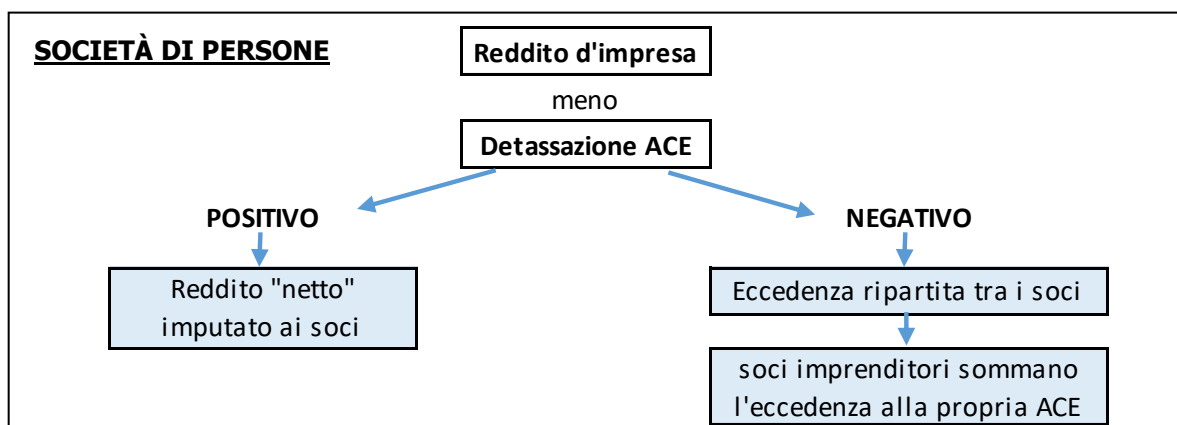 SOCIETÀ DI PERSONE
Reddito d'impresa
meno
Detassazione ACE
POSITIVO
NEGATIVO
Reddito "netto"
imputato ai soci
Eccedenza ripartita tra i soci
soci imprenditori sommano
l'eccedenza alla propria ACE